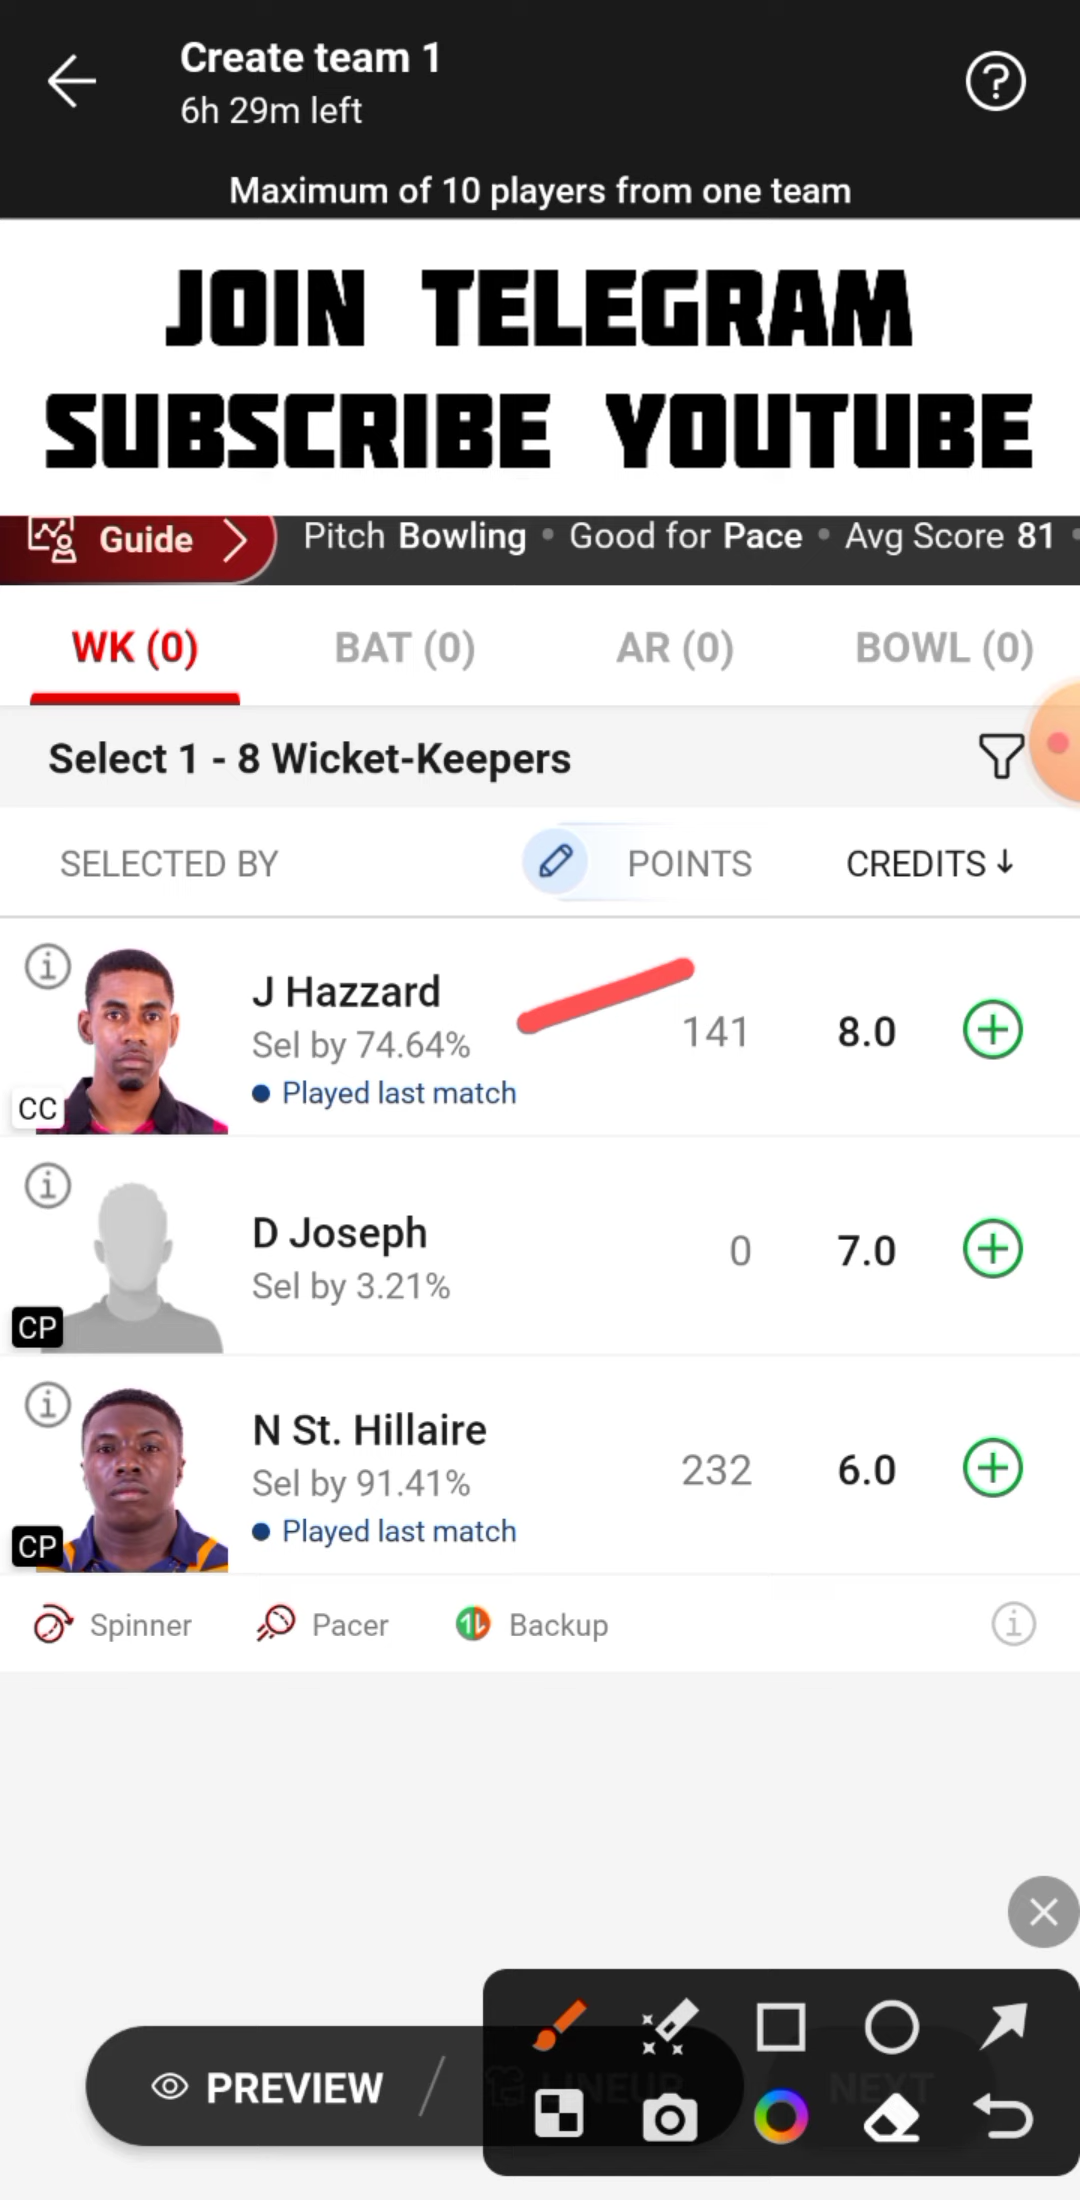 Create team 1
6h 29m left
Maximum of 10 players from one team
JOIN TELEGRAM
SUBSCRIBE YOUTUBE
Guide Pitch Bowling • Good for Pace • Avg Score 81
WK (0) BAT (0) AR (0) BOWL (0)
Select 1 - 8 Wicket-Keepers
SELECTED BY POINTS CREDITS ↓
J Hazzard
Sel by 74.64% 141 8.0
Played last match
CC
D Joseph
Sel by 3.21% 0 7.0
CP
N St. Hillaire
Sel by 91.41% 232 6.0
Played last match
CP
Spinner Pacer Backup
PREVIEW / LINEUP NEXT